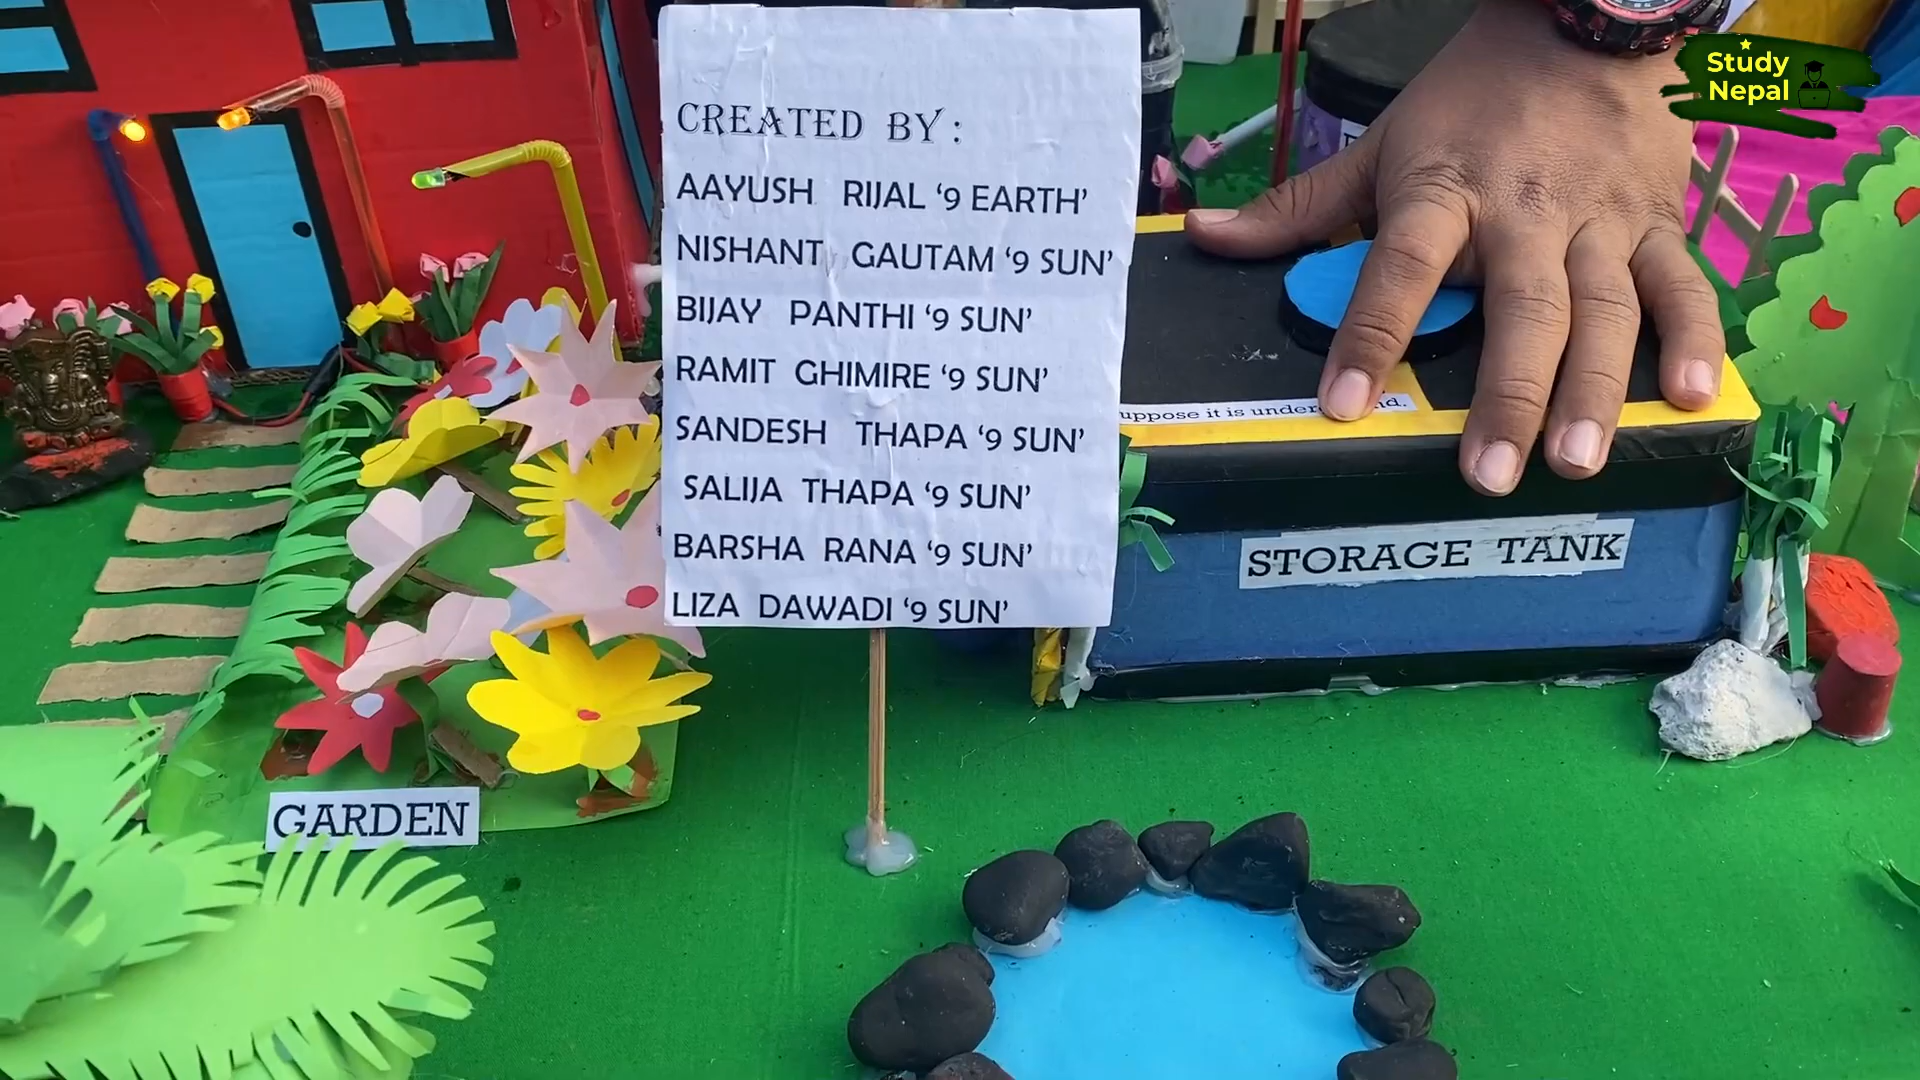 Study
Nepal
CREATED BY :
AAYUSH RIJAL ‘9 EARTH’
NISHANT GAUTAM ‘9 SUN’
BIJAY PANTHI ‘9 SUN’
RAMIT GHIMIRE ‘9 SUN’
SANDESH THAPA ‘9 SUN’
SALIJA THAPA ‘9 SUN’
BARSHA RANA ‘9 SUN’
LIZA DAWADI ‘9 SUN’
it is
STORAGE TANK
GARDEN